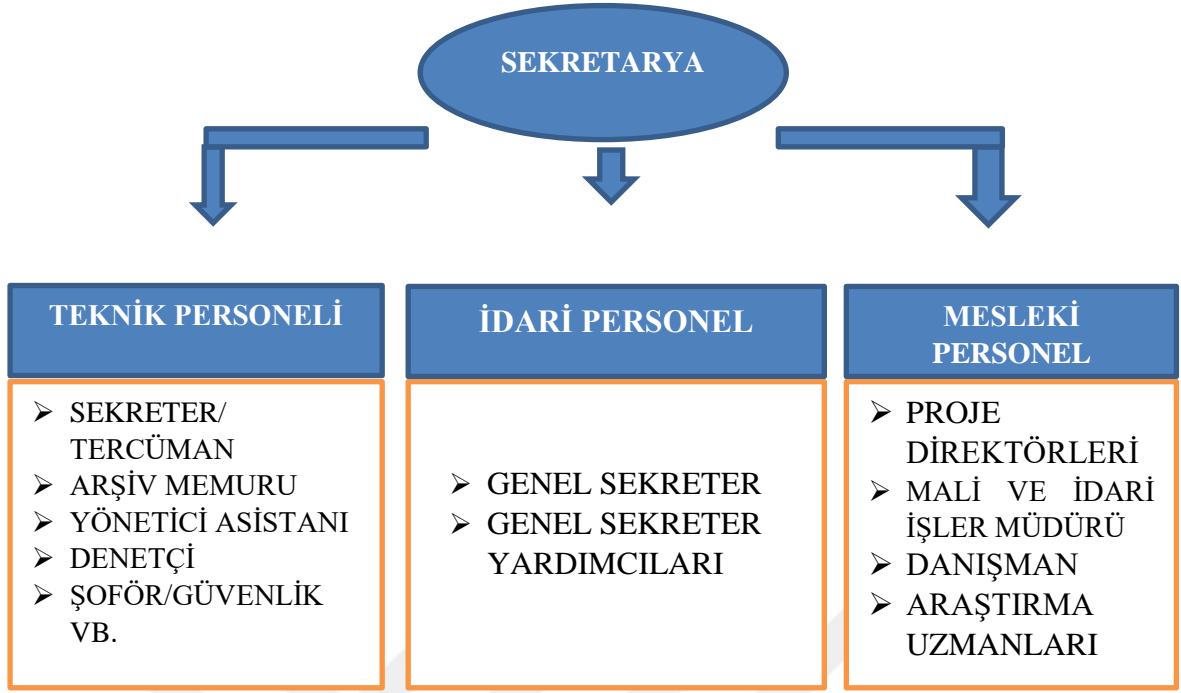 SEKRETARYA
TEKNİK PERSONELİ
➢ SEKRETER/
TERCÜMAN
➢ ARŞİV MEMURU
➢ YÖNETİCİ ASİSTANI
➢ DENETÇİ
➢ ŞOFÖR/GÜVENLİK
VB.
İDARİ PERSONEL
➢ GENEL SEKRETER
➢ GENEL SEKRETER
YARDIMCILARI
MESLEKİ
PERSONEL
➢ PROJE
DİREKTÖRLERİ
➢ MALİ VE İDARİ
İŞLER MÜDÜRÜ
➢ DANIŞMAN
➢ ARAŞTIRMA
UZMANLARI